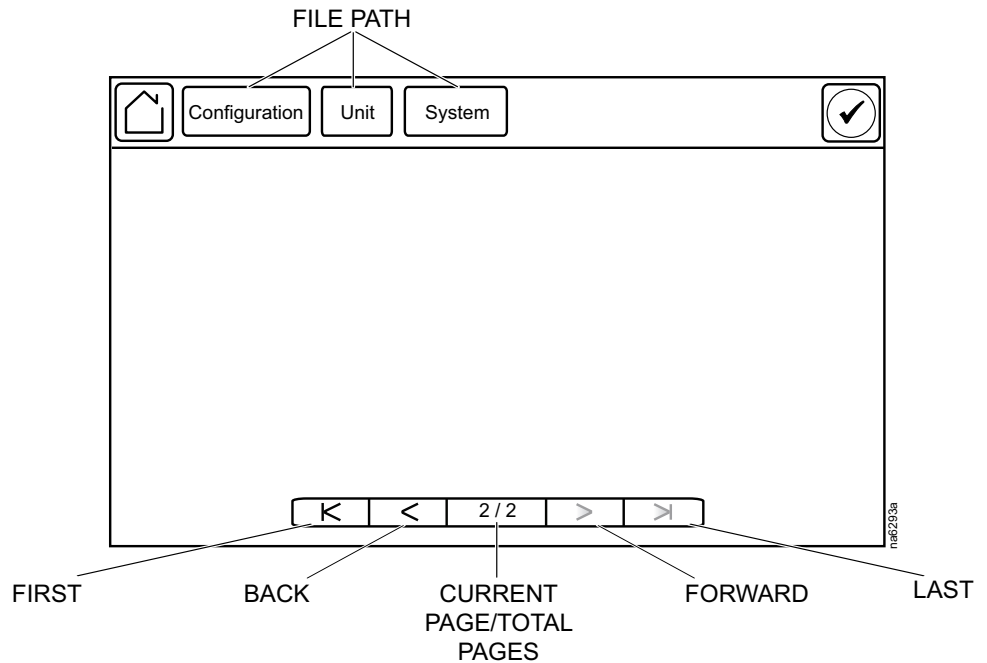 FILE PATH
Configuration
Unit
System
2 / 2
na6293a
FIRST
BACK
CURRENT
PAGE/TOTAL
PAGES
FORWARD
LAST